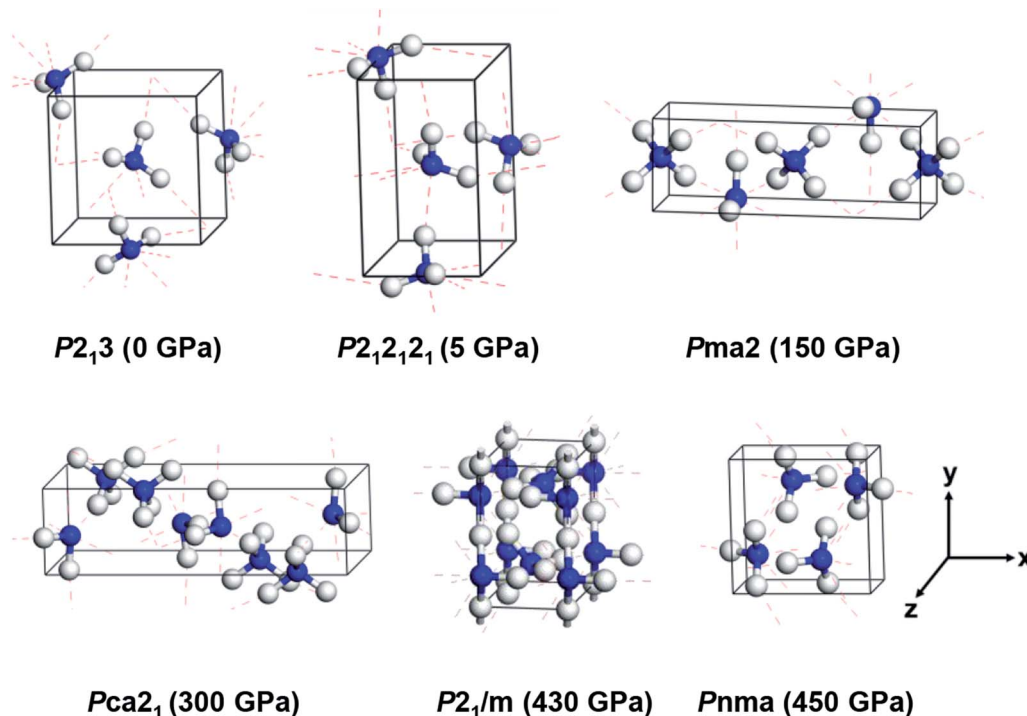 P2₁3 (0 GPa)
P2₁2₁2₁ (5 GPa)
Pma2 (150 GPa)
y
x
z
Pca2₁ (300 GPa)
P2₁/m (430 GPa)
Pnma (450 GPa)